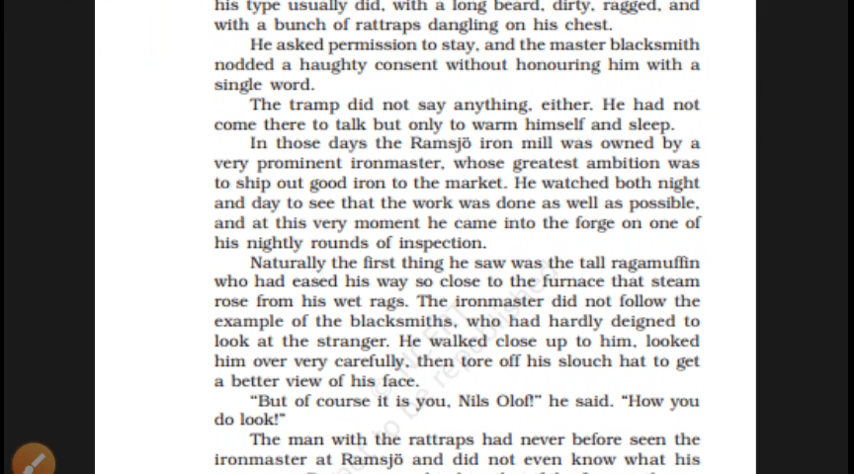 his type usually did, with a long beard, dirty, ragged, and
with a bunch of rattraps dangling on his chest.
He asked permission to stay, and the master blacksmith
nodded a haughty consent without honouring him with a
single word.
The tramp did not say anything, either. He had not
come there to talk but only to warm himself and sleep.
In those days the Ramsjö iron mill was owned by a
very prominent ironmaster, whose greatest ambition was
to ship out good iron to the market. He watched both night
and day to see that the work was done as well as possible,
and at this very moment he came into the forge on one of
his nightly rounds of inspection.
Naturally the first thing he saw was the tall ragamuffin
who had eased his way so close to the furnace that steam
rose from his wet rags. The ironmaster did not follow the
example of the blacksmiths, who had hardly deigned to
look at the stranger. He walked close up to him, looked
him over very carefully, then tore off his slouch hat to get
a better view of his face.
“But of course it is you, Nils Olof!” he said. “How you
do look!”
The man with the rattraps had never before seen the
ironmaster at Ramsjö and did not even know what his